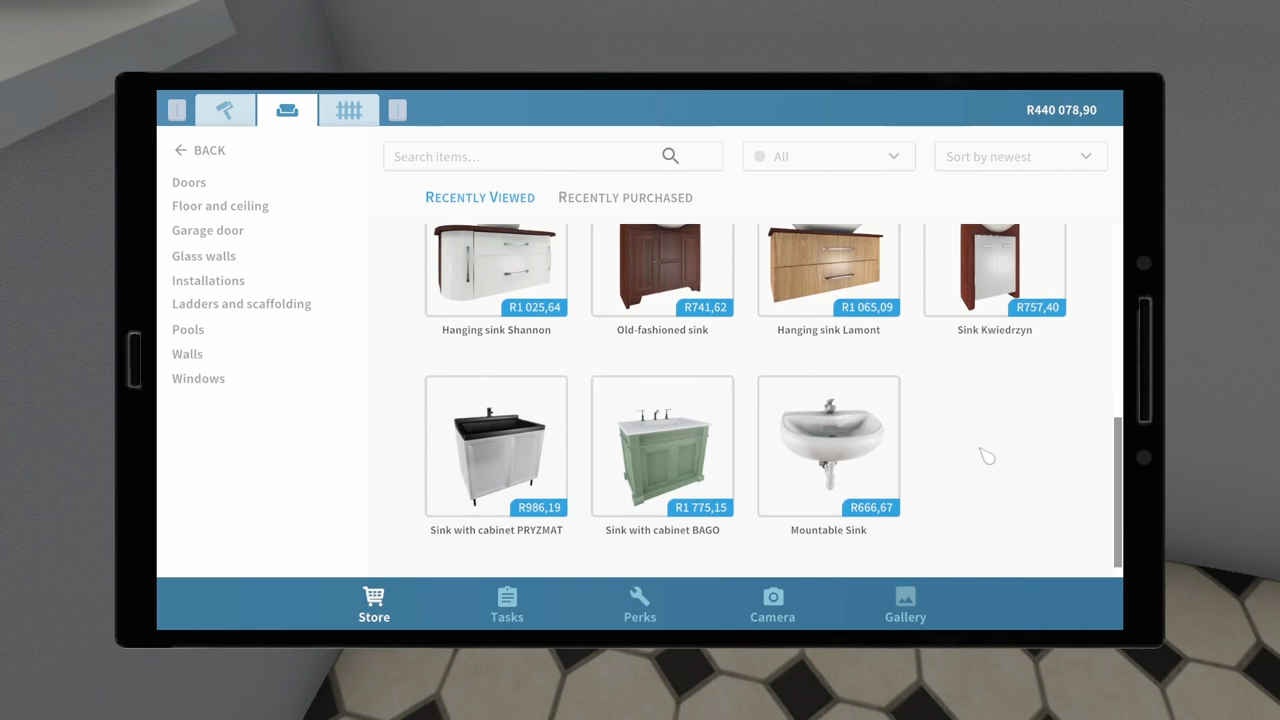 R440 078,90
BACK
Doors
Floor and ceiling
Garage door
Glass walls
Installations
Ladders and scaffolding
Pools
Walls
Windows
Search items...
All
Sort by newest
RECENTLY VIEWED
RECENTLY PURCHASED
R1 025,64
R741,62
R1 065,09
R757,40
Hanging sink Shannon
Old-fashioned sink
Hanging sink Lamont
Sink Kwiedrzyn
R986,19
R1 775,15
R666,67
Sink with cabinet PRYZMAT
Sink with cabinet BAGO
Mountable Sink
Store
Tasks
Perks
Camera
Gallery